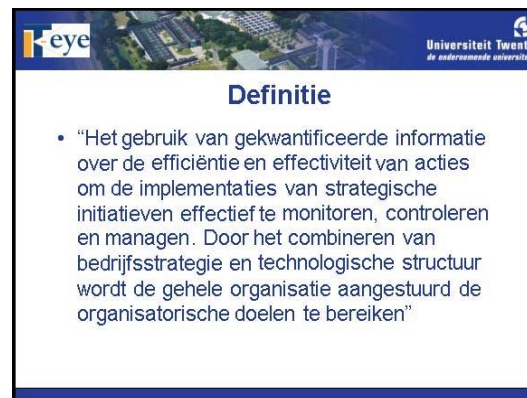 eye
Universiteit Twent
de ondernemende universite
Definitie
• “Het gebruik van gekwantificeerde informatie
over de efficiëntie en effectiviteit van acties
om de implementaties van strategische
initiatieven effectief te monitoren, controleren
en managen. Door het combineren van
bedrijfsstrategie en technologische structuur
wordt de gehele organisatie aangestuurd de
organisatorische doelen te bereiken”